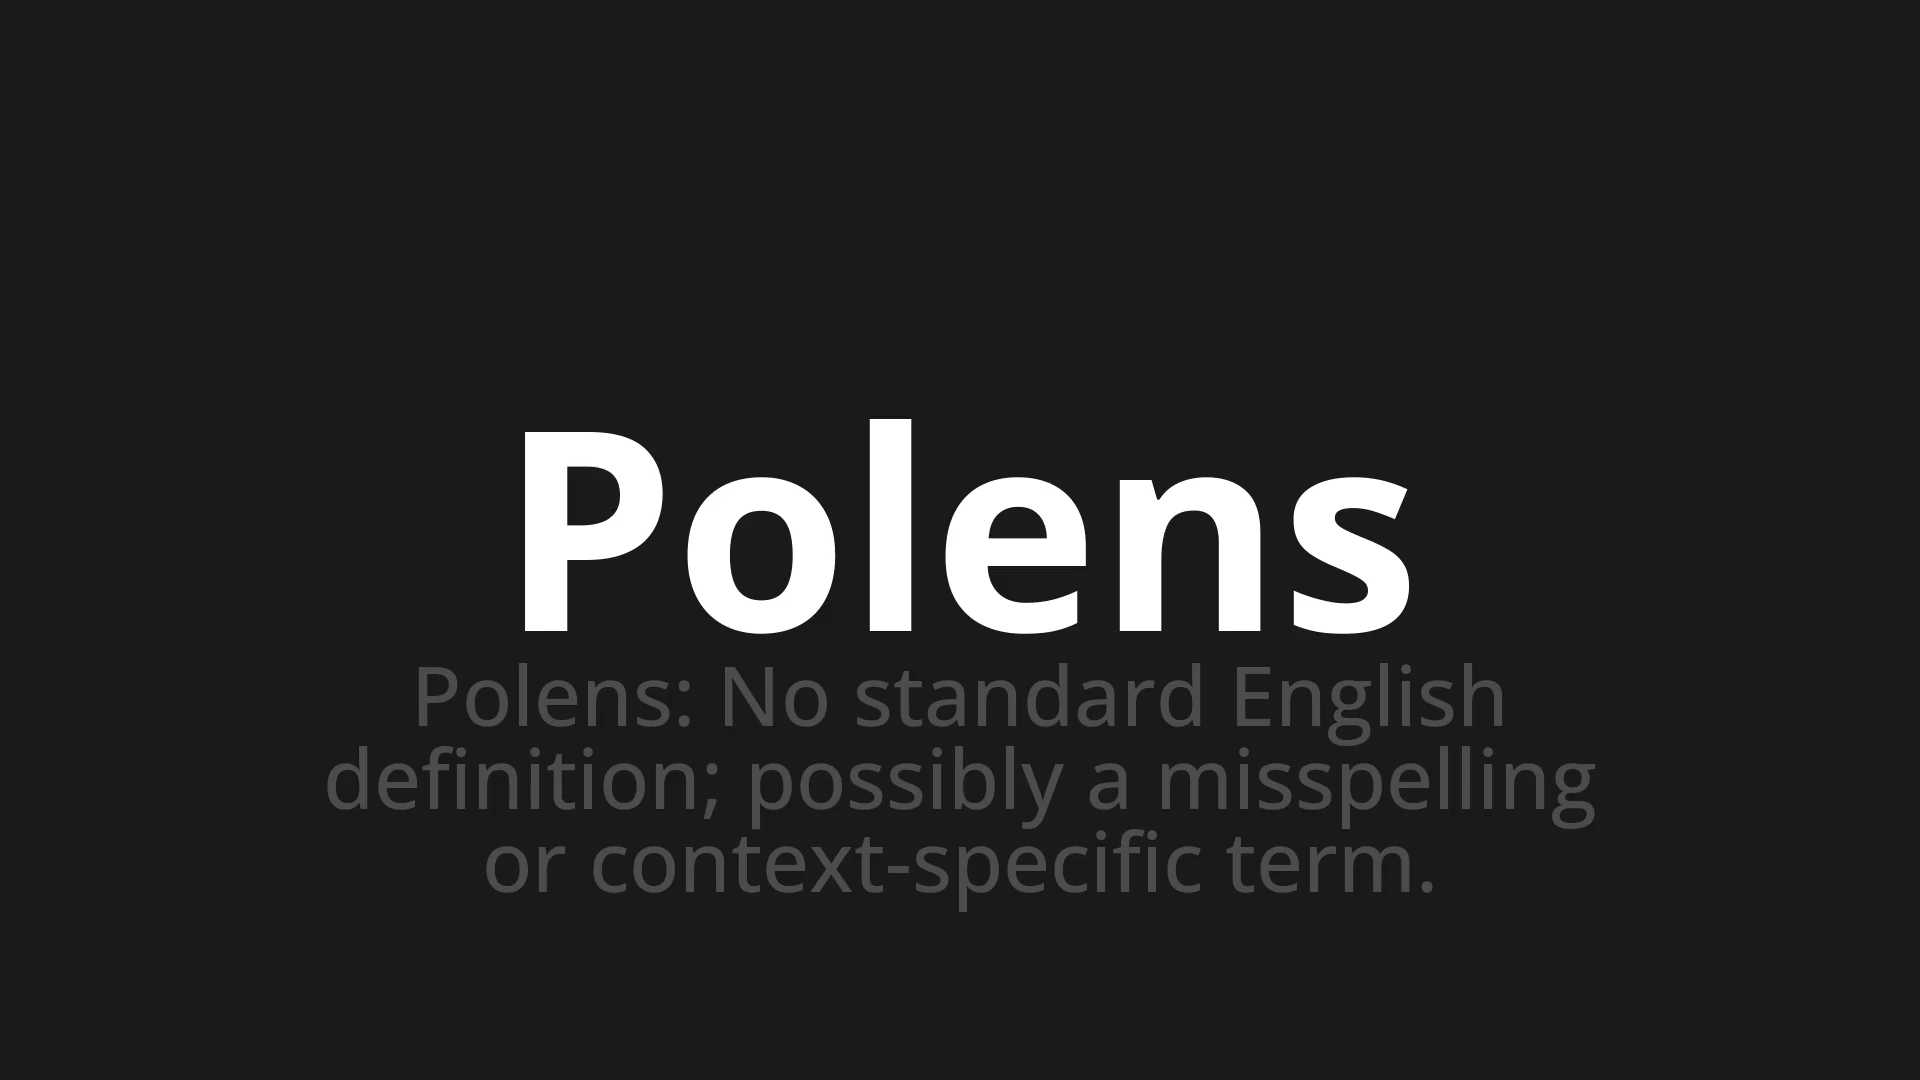 Polens
Polens: No standard English
definition; possibly a misspelling
or context-specific term.